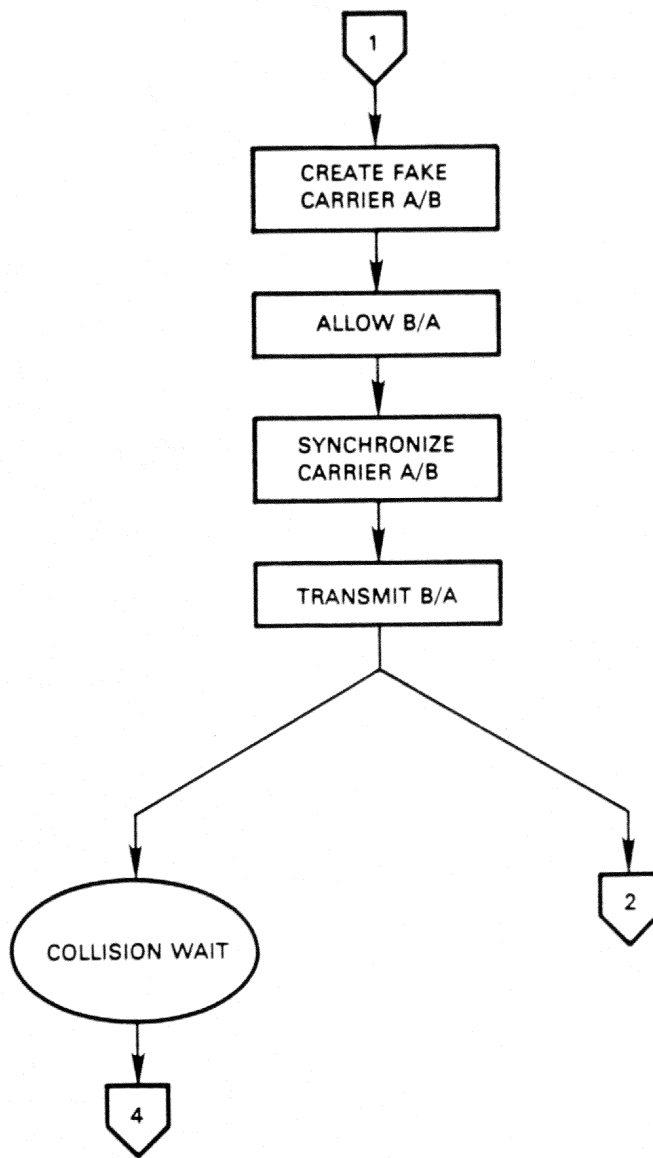 1
CREATE FAKE
CARRIER A/B
ALLOW B/A
SYNCHRONIZE
CARRIER A/B
TRANSMIT B/A
COLLISION WAIT
2
4